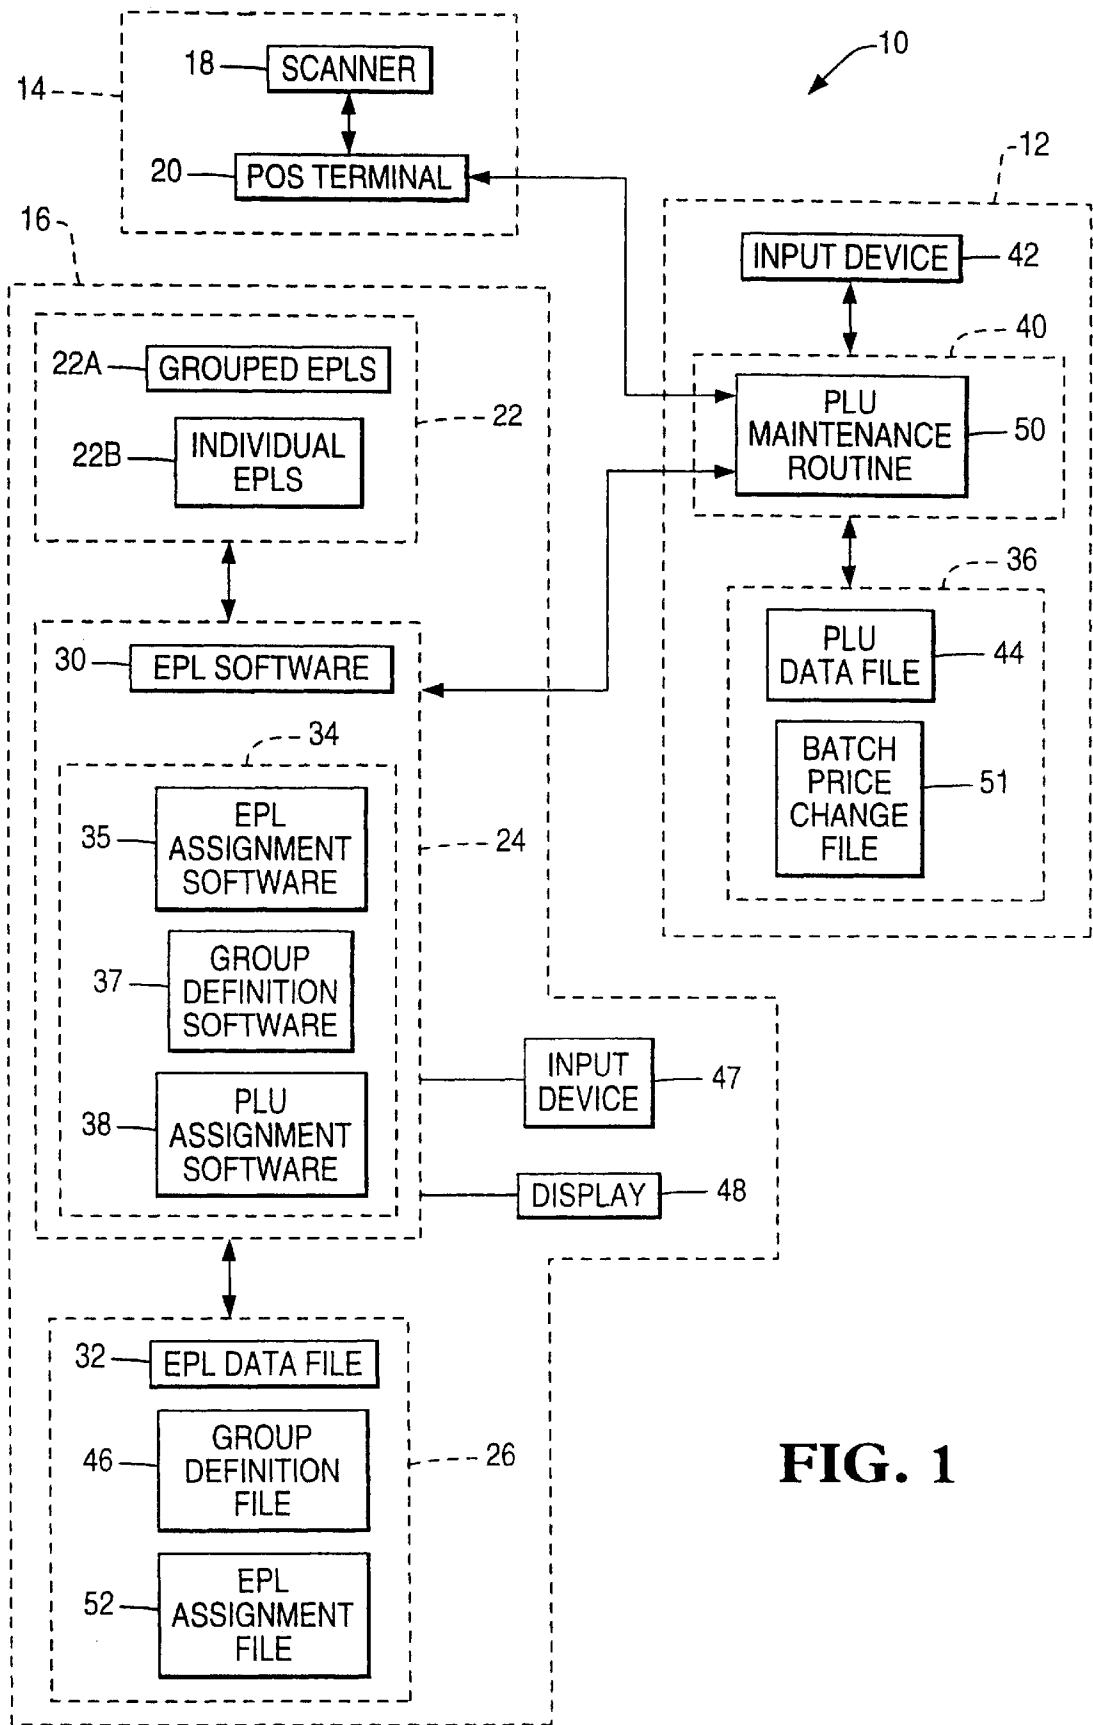 10
14
18
SCANNER
20
POS TERMINAL
12
INPUT DEVICE
42
40
PLU
MAINTENANCE
ROUTINE
50
36
PLU
DATA FILE
44
BATCH
PRICE
CHANGE
FILE
51
16
22A
GROUPED EPLS
22B
INDIVIDUAL
EPLS
22
30
EPL SOFTWARE
34
35
EPL
ASSIGNMENT
SOFTWARE
24
37
GROUP
DEFINITION
SOFTWARE
38
PLU
ASSIGNMENT
SOFTWARE
INPUT
DEVICE
47
DISPLAY
48
32
EPL DATA FILE
46
GROUP
DEFINITION
FILE
26
52
EPL
ASSIGNMENT
FILE
FIG. 1